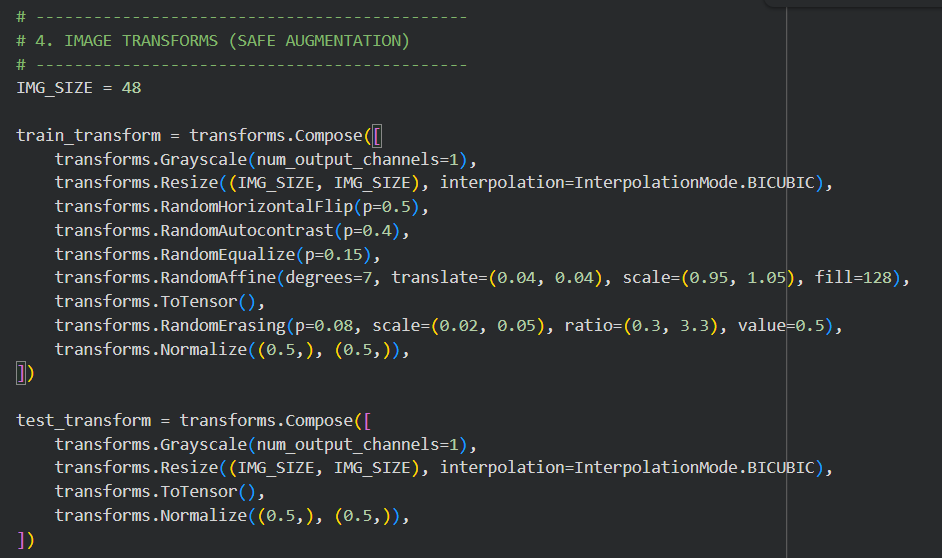 # ---------------------------------------------
# 4. IMAGE TRANSFORMS (SAFE AUGMENTATION)
# ---------------------------------------------
IMG_SIZE = 48

train_transform = transforms.Compose([
    transforms.Grayscale(num_output_channels=1),
    transforms.Resize((IMG_SIZE, IMG_SIZE), interpolation=InterpolationMode.BICUBIC),
    transforms.RandomHorizontalFlip(p=0.5),
    transforms.RandomAutocontrast(p=0.4),
    transforms.RandomEqualize(p=0.15),
    transforms.RandomAffine(degrees=7, translate=(0.04, 0.04), scale=(0.95, 1.05), fill=128),
    transforms.ToTensor(),
    transforms.RandomErasing(p=0.08, scale=(0.02, 0.05), ratio=(0.3, 3.3), value=0.5),
    transforms.Normalize((0.5,), (0.5,)),
])

test_transform = transforms.Compose([
    transforms.Grayscale(num_output_channels=1),
    transforms.Resize((IMG_SIZE, IMG_SIZE), interpolation=InterpolationMode.BICUBIC),
    transforms.ToTensor(),
    transforms.Normalize((0.5,), (0.5,)),
])